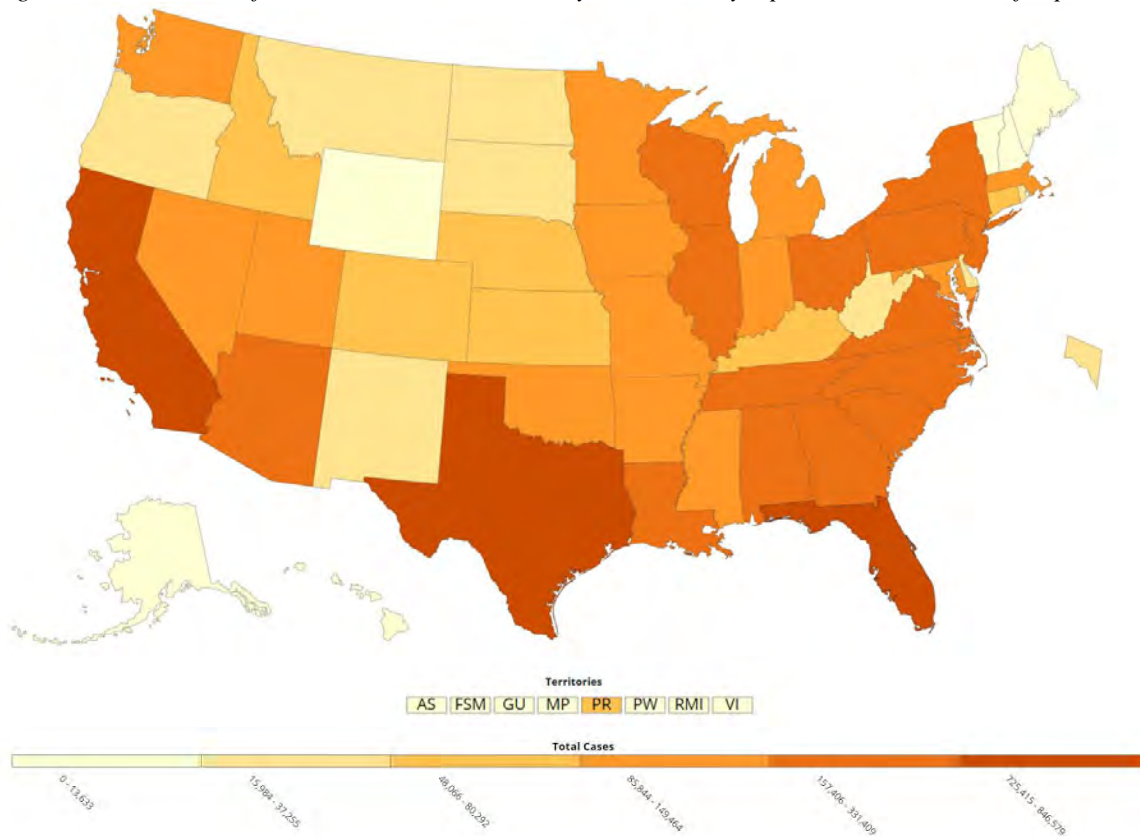 Territories
AS FSM GU MP PR PW RMI VI
Total Cases
0 - 13,633
15,984 - 37,255
48,066 - 80,292
85,844 - 149,464
157,406 - 331,409
725,415 - 846,579